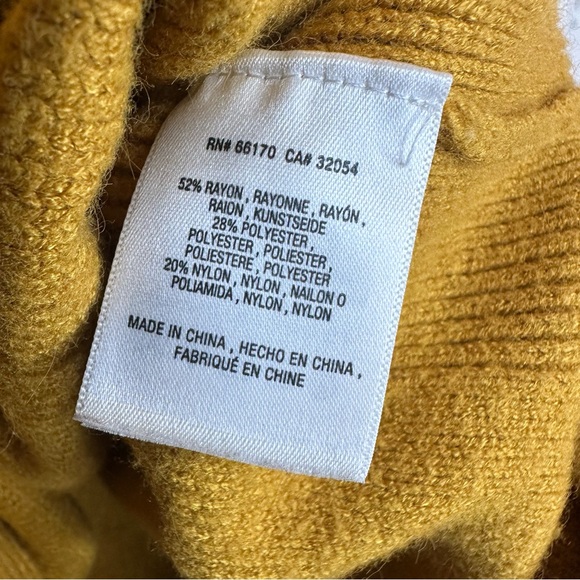 RN# 66170 CA# 32054
52% RAYON , RAYONNE , RAYÓN ,
RAION , KUNSTSEIDE
28% POLYESTER ,
POLYESTER , POLIESTER ,
POLIESTERE , POLYESTER
20% NYLON , NYLON , NAILON O
POLIAMIDA , NYLON , NYLON
MADE IN CHINA , HECHO EN CHINA ,
FABRIQUÉ EN CHINE